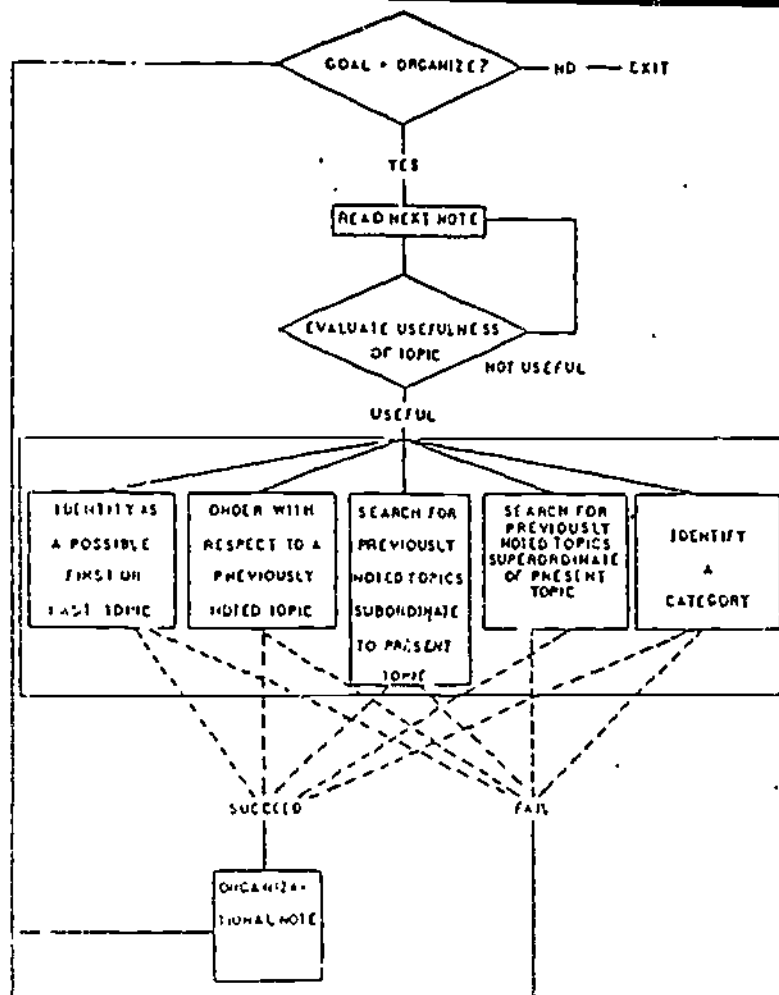 GOAL = ORGANIZE?
NO
EXIT
YES
READ NEXT NOTE
EVALUATE USEFULNESS
OF TOPIC
NOT USEFUL
USEFUL
IDENTITY AS
A POSSIBLE
FIRST OR
LAST TOPIC
ORDER WITH
RESPECT TO A
PREVIOUSLY
NOTED TOPIC
SEARCH FOR
PREVIOUSLY
NOTED TOPICS
SUBORDINATE
TO PRESENT
TOPIC
SEARCH FOR
PREVIOUSLY
NOTED TOPICS
SUPERORDINATE
OF PRESENT
TOPIC
IDENTIFY
A
CATEGORY
SUCCEED
FAIL
ORGANIZA-
TIONAL NOTE